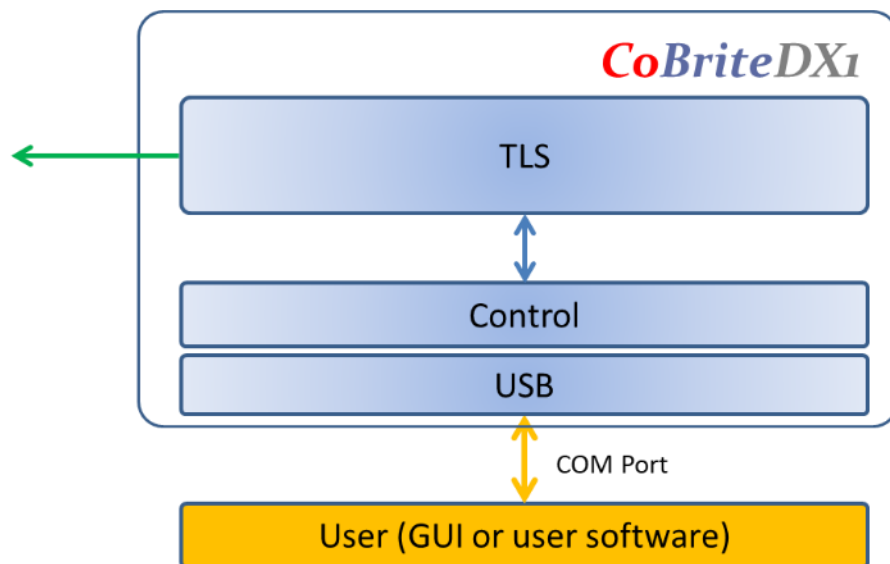 CoBriteDX1
TLS
Control
USB
COM Port
User (GUI or user software)